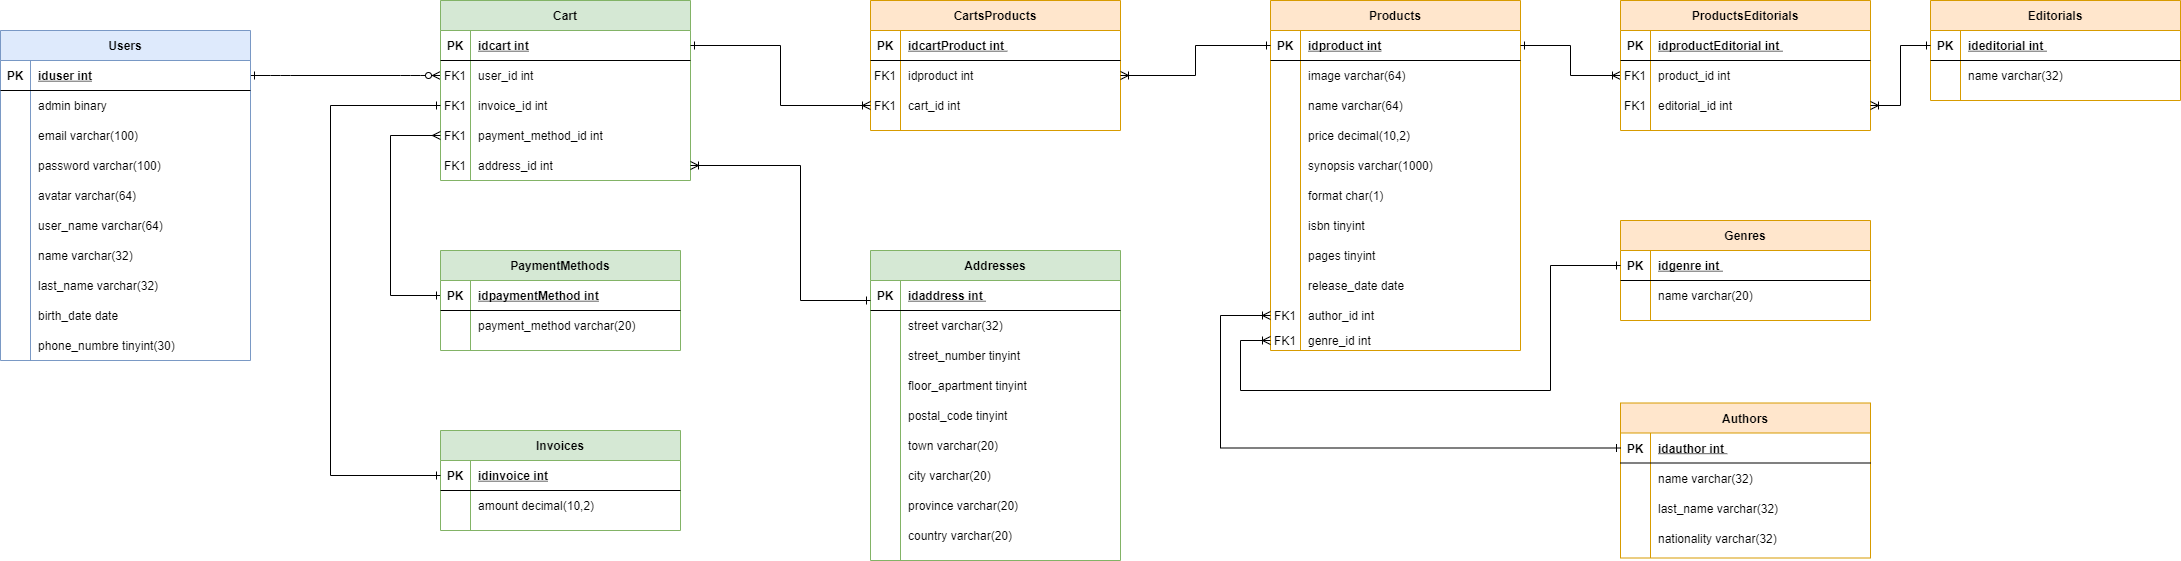 Users
PK iduser int
admin binary
email varchar(100)
password varchar(100)
avatar varchar(64)
user_name varchar(64)
name varchar(32)
last_name varchar(32)
birth_date date
phone_numbre tinyint(30)
Cart
PK idcart int
FK1 user_id int
FK1 invoice_id int
FK1 payment_method_id int
FK1 address_id int
PaymentMethods
PK idpaymentMethod int
payment_method varchar(20)
Invoices
PK idinvoice int
amount decimal(10,2)
CartsProducts
PK idcartProduct int
FK1 idproduct int
FK1 cart_id int
Addresses
PK idaddress int
street varchar(32)
street_number tinyint
floor_apartment tinyint
postal_code tinyint
town varchar(20)
city varchar(20)
province varchar(20)
country varchar(20)
Products
PK idproduct int
image varchar(64)
name varchar(64)
price decimal(10,2)
synopsis varchar(1000)
format char(1)
isbn tinyint
pages tinyint
release_date date
FK1 author_id int
FK1 genre_id int
ProductsEditorials
PK idproductEditorial int
FK1 product_id int
FK1 editorial_id int
Genres
PK idgenre int
name varchar(20)
Authors
PK idauthor int
name varchar(32)
last_name varchar(32)
nationality varchar(32)
Editorials
PK ideditorial int
name varchar(32)